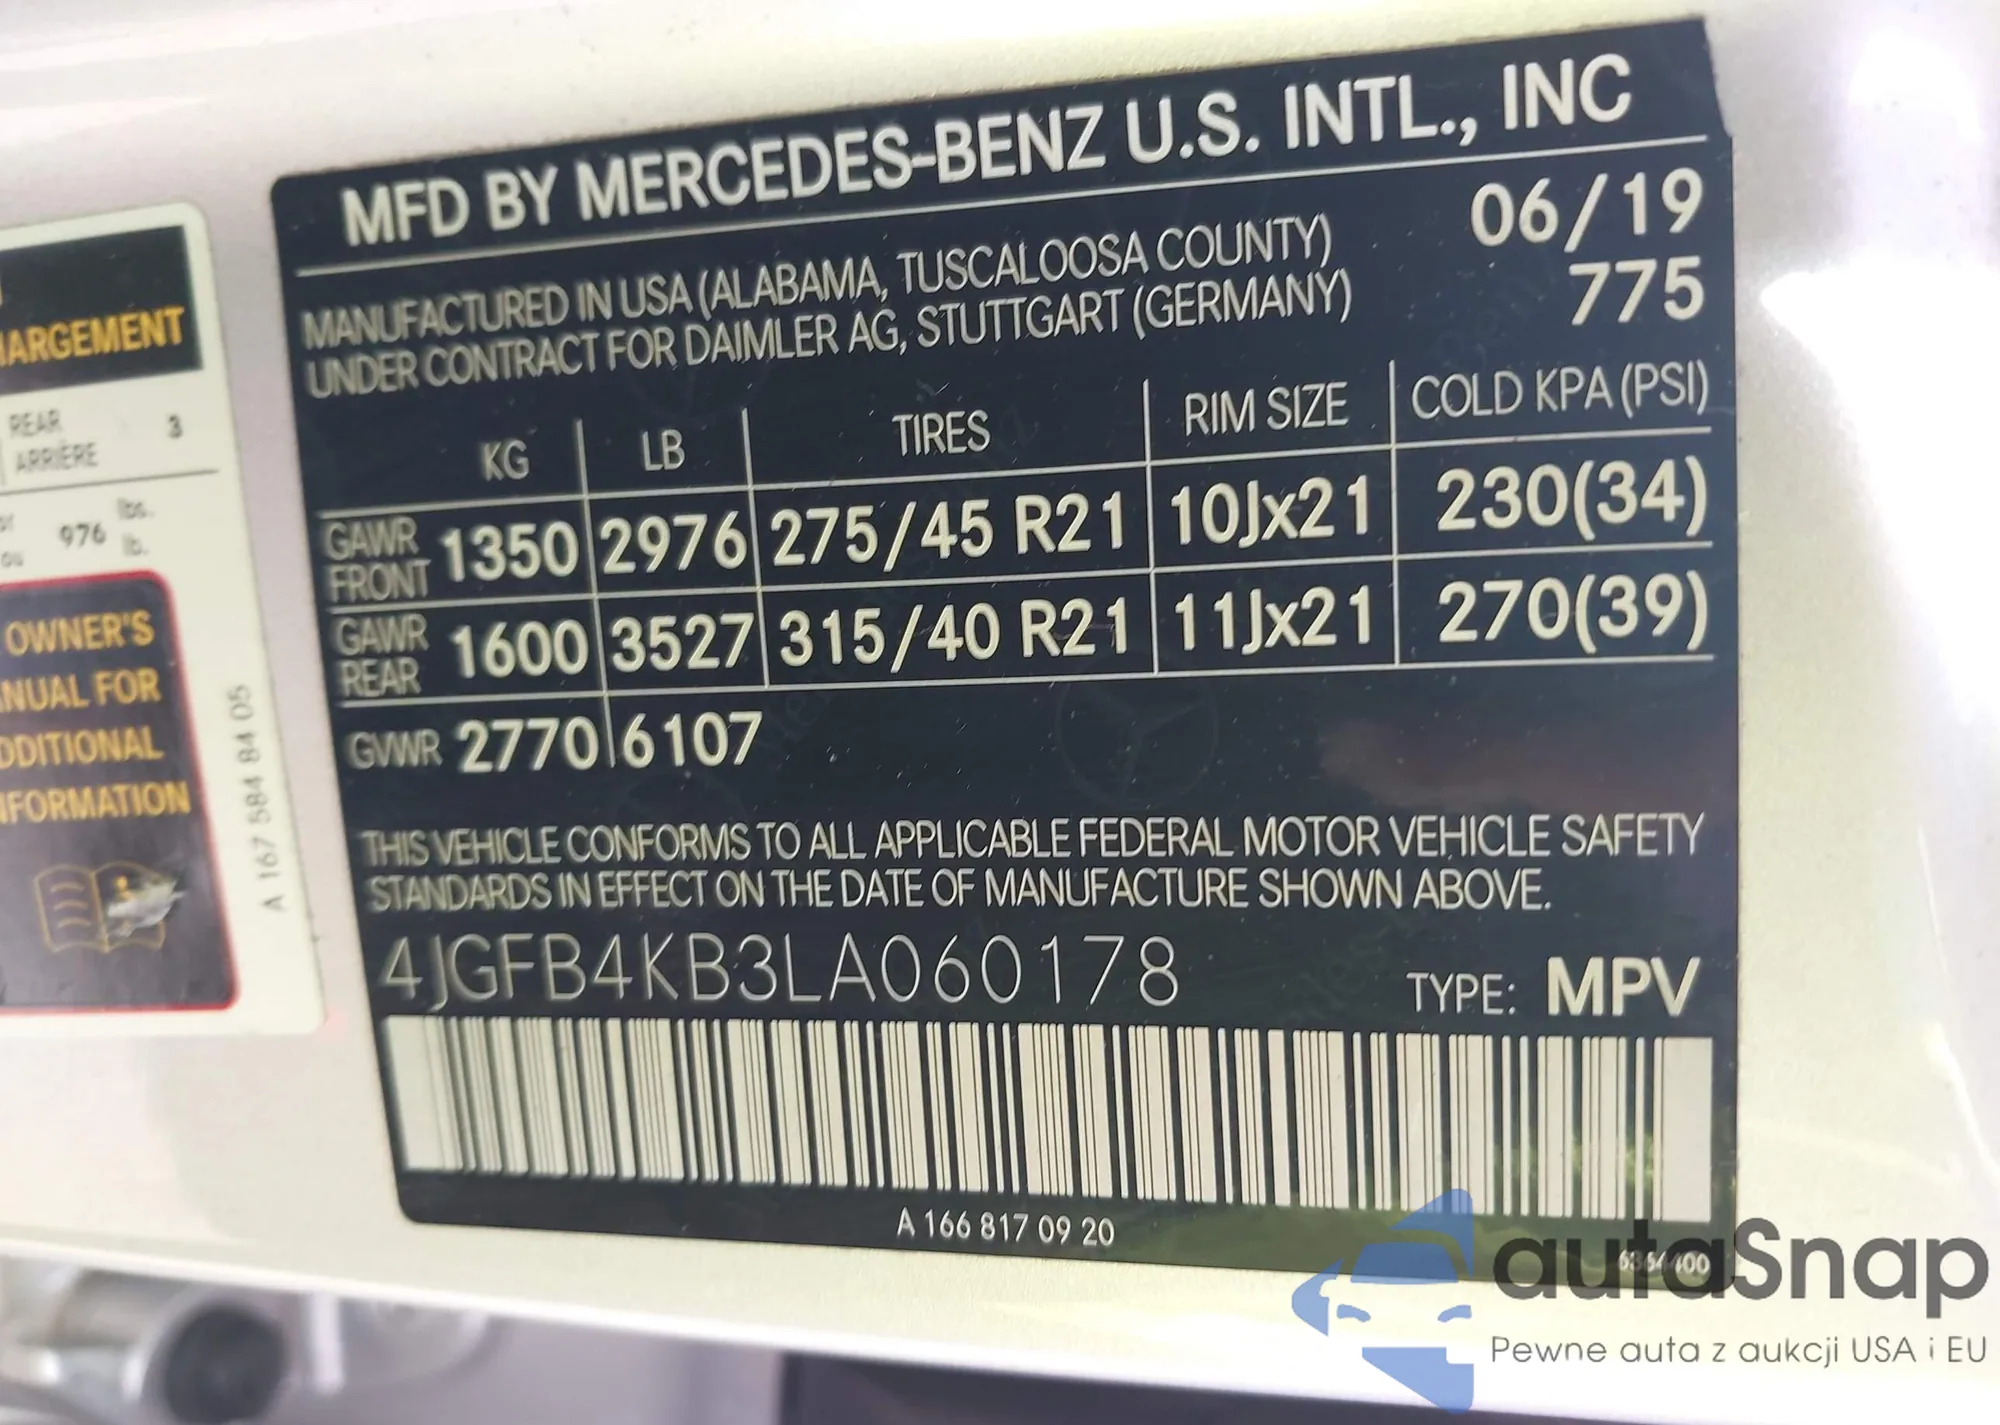 HARGEMENT
REAR
ARRIÈRE
3
lbs.
976
ou
lb.
OWNER'S
ANUAL FOR
DDITIONAL
NFORMATION
A 167 584 84 05
MFD BY MERCEDES-BENZ U.S. INTL., INC
06/19
MANUFACTURED IN USA (ALABAMA, TUSCALOOSA COUNTY)
775
UNDER CONTRACT FOR DAIMLER AG, STUTTGART (GERMANY)
KG LB TIRES RIM SIZE COLD KPA (PSI)
GAWR FRONT 1350 2976 275/45 R21 10Jx21 230(34)
GAWR REAR 1600 3527 315/40 R21 11Jx21 270(39)
GVWR 2770 6107
THIS VEHICLE CONFORMS TO ALL APPLICABLE FEDERAL MOTOR VEHICLE SAFETY
STANDARDS IN EFFECT ON THE DATE OF MANUFACTURE SHOWN ABOVE.
4JGFB4KB3LA060178
TYPE: MPV
A 166 817 09 20
autaSnap
Pewne auta z aukcji USA i EU